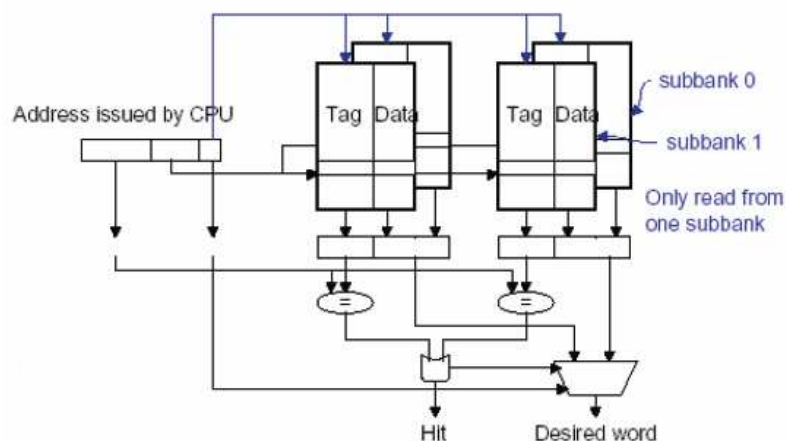 subbank 0
Address issued by CPU
Tag Data
Tag Data
subbank 1
Only read from
one subbank
=
=
Hit
Desired word